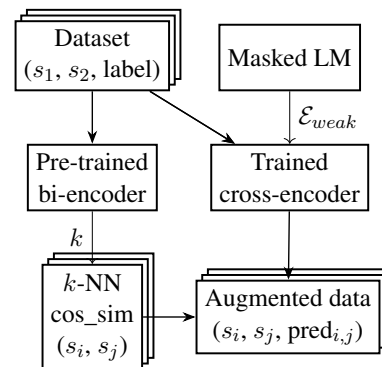 Dataset
(s₁, s₂, label)
Masked LM
ℰ_weak
Pre-trained
bi-encoder
Trained
cross-encoder
k
k-NN
cos_sim
(sᵢ, sⱼ)
Augmented data
(sᵢ, sⱼ, predᵢ,ⱼ)